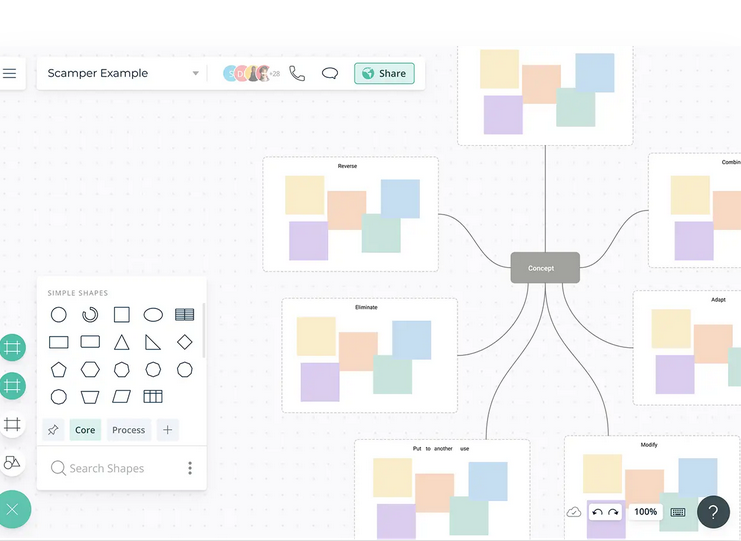 Scamper Example
+28
Share
Reverse
Combin
Concept
Eliminate
Adapt
SIMPLE SHAPES
Core
Process
Search Shapes
Put to another use
Modify
100%
?